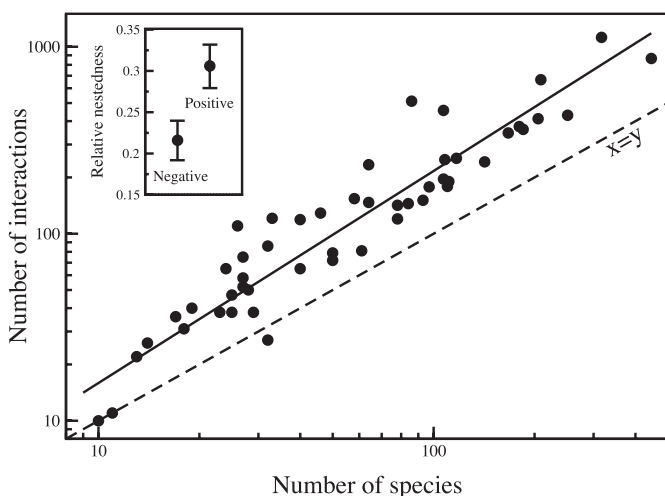 0.35
0.3
0.25
0.2
0.15
Relative nestedness
Positive
Negative
1000
100
10
Number of interactions
x=y
10
100
Number of species